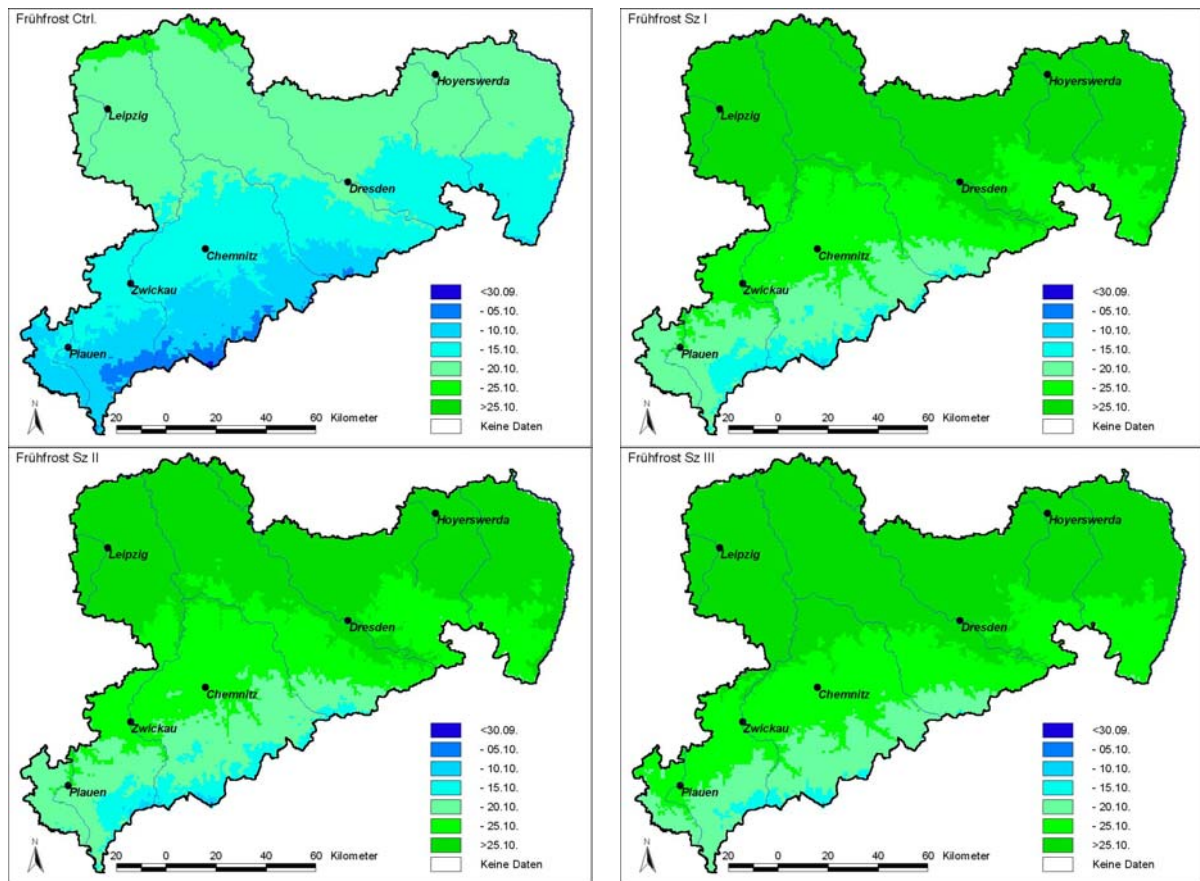 Frühfrost Ctrl.
Hoyerswerda
Leipzig
Dresden
Chemnitz
Zwickau
Plauen
<30.09.
- 05.10.
- 10.10.
- 15.10.
- 20.10.
- 25.10.
>25.10.
Keine Daten
N
20 0 20 40 60 Kilometer
Frühfrost Sz I
Hoyerswerda
Leipzig
Dresden
Chemnitz
Zwickau
Plauen
<30.09.
- 05.10.
- 10.10.
- 15.10.
- 20.10.
- 25.10.
>25.10.
Keine Daten
N
20 0 20 40 60 Kilometer
Frühfrost Sz II
Hoyerswerda
Leipzig
Dresden
Chemnitz
Zwickau
Plauen
<30.09.
- 05.10.
- 10.10.
- 15.10.
- 20.10.
- 25.10.
>25.10.
Keine Daten
N
20 0 20 40 60 Kilometer
Frühfrost Sz III
Hoyerswerda
Leipzig
Dresden
Chemnitz
Zwickau
Plauen
<30.09.
- 05.10.
- 10.10.
- 15.10.
- 20.10.
- 25.10.
>25.10.
Keine Daten
N
20 0 20 40 60 Kilometer